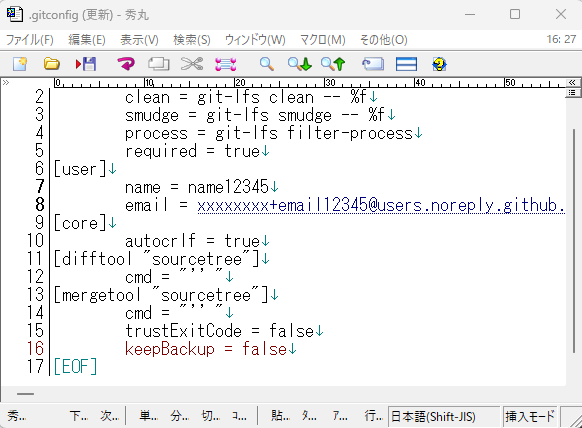 .gitconfig (更新) - 秀丸
ファイル(F) 編集(E) 表示(V) 検索(S) ウィンドウ(W) マクロ(M) その他(O) 16: 27
0 10 20 30 40 50
2 clean = git-lfs clean -- %f↓
3 smudge = git-lfs smudge -- %f↓
4 process = git-lfs filter-process↓
5 required = true↓
6 [user]↓
7 name = name12345↓
8 email = xxxxxxxx+email12345@users.noreply.github.
9 [core]↓
10 autocrlf = true↓
11 [difftool "sourcetree"]↓
12 cmd = "'' "↓
13 [mergetool "sourcetree"]↓
14 cmd = "'' "↓
15 trustExitCode = false↓
16 keepBackup = false↓
17 [EOF]
秀... 下... 次... 単... 分... 切... ｺ... 貼... ﾀ... ｱ... 行... 日本語(Shift-JIS) 挿入モード